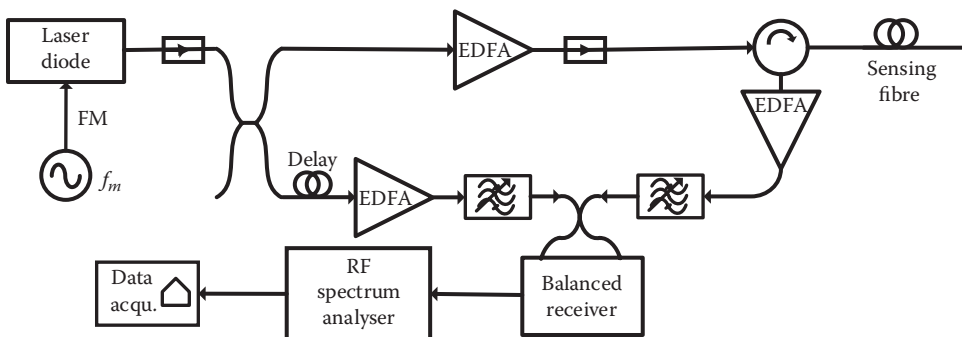 Laser
diode
FM
f_m
EDFA
EDFA
Sensing
fibre
Delay
EDFA
Data
acqu.
RF
spectrum
analyser
Balanced
receiver